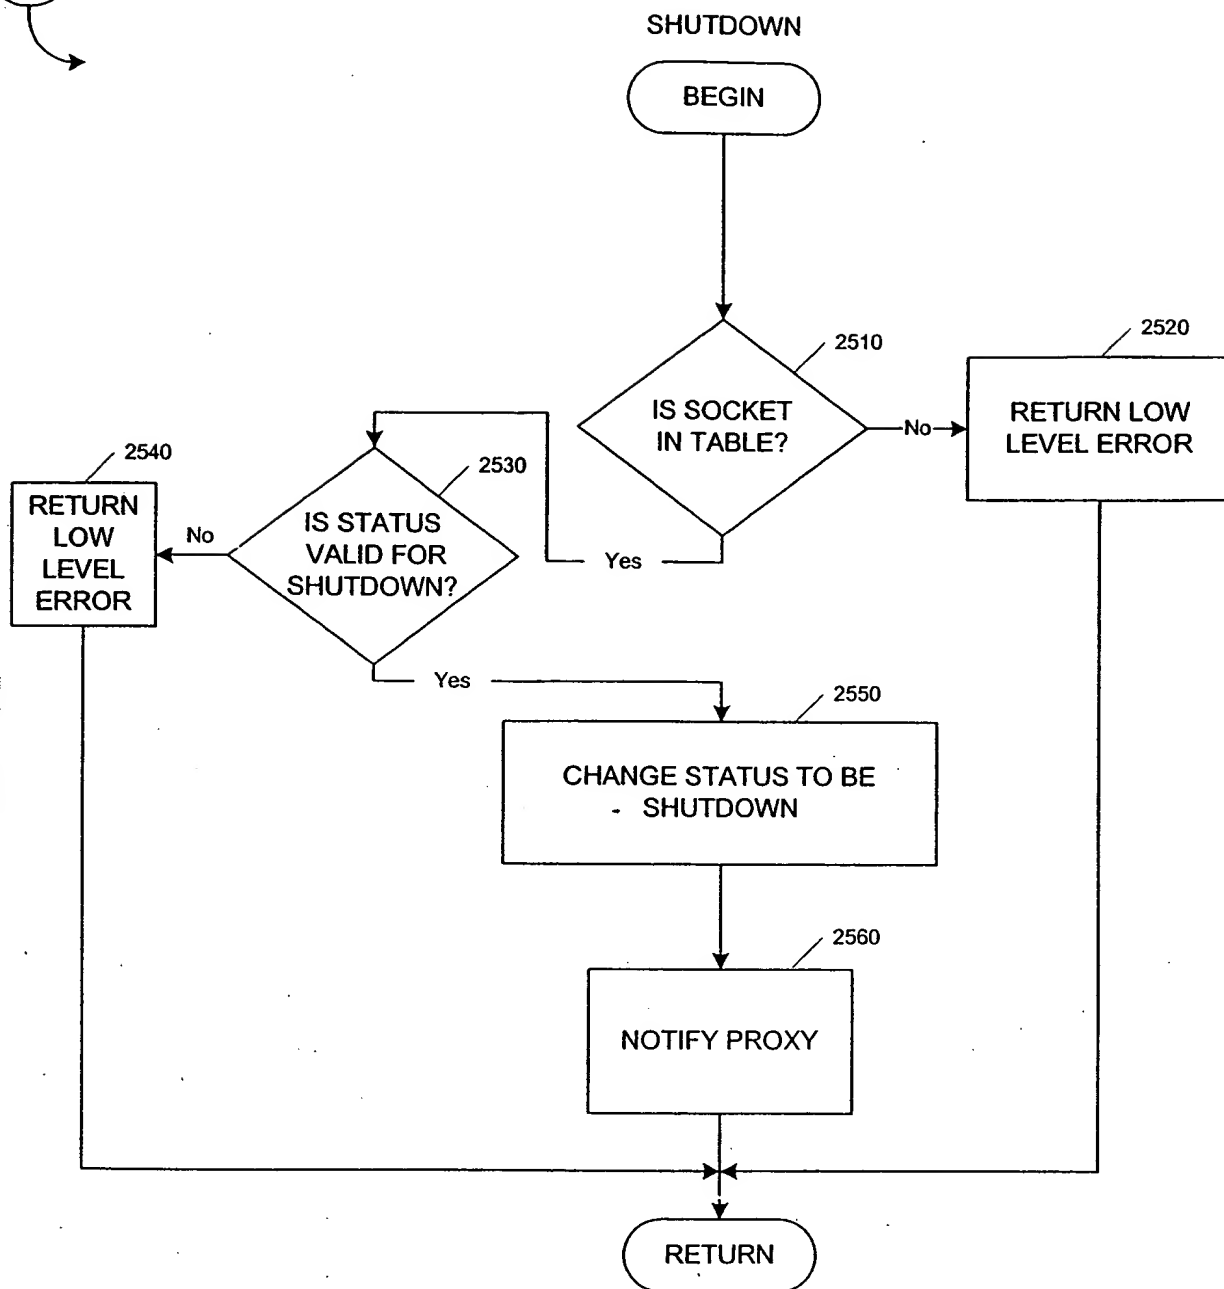 SHUTDOWN
BEGIN
2510
IS SOCKET
IN TABLE?
No
2520
RETURN LOW
LEVEL ERROR
Yes
2530
IS STATUS
VALID FOR
SHUTDOWN?
No
2540
RETURN
LOW
LEVEL
ERROR
Yes
2550
CHANGE STATUS TO BE
SHUTDOWN
2560
NOTIFY PROXY
RETURN